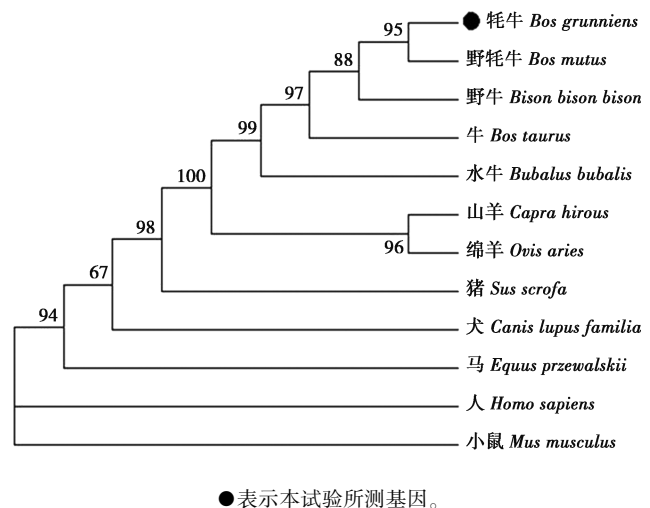 95 ●牦牛 Bos grunniens
88 野牦牛 Bos mutus
97 野牛 Bison bison bison
99 牛 Bos taurus
100 水牛 Bubalus bubalis
山羊 Capra hirous
98 96 绵羊 Ovis aries
67 猪 Sus scrofa
94 犬 Canis lupus familia
马 Equus przewalskii
人 Homo sapiens
小鼠 Mus musculus
●表示本试验所测基因。